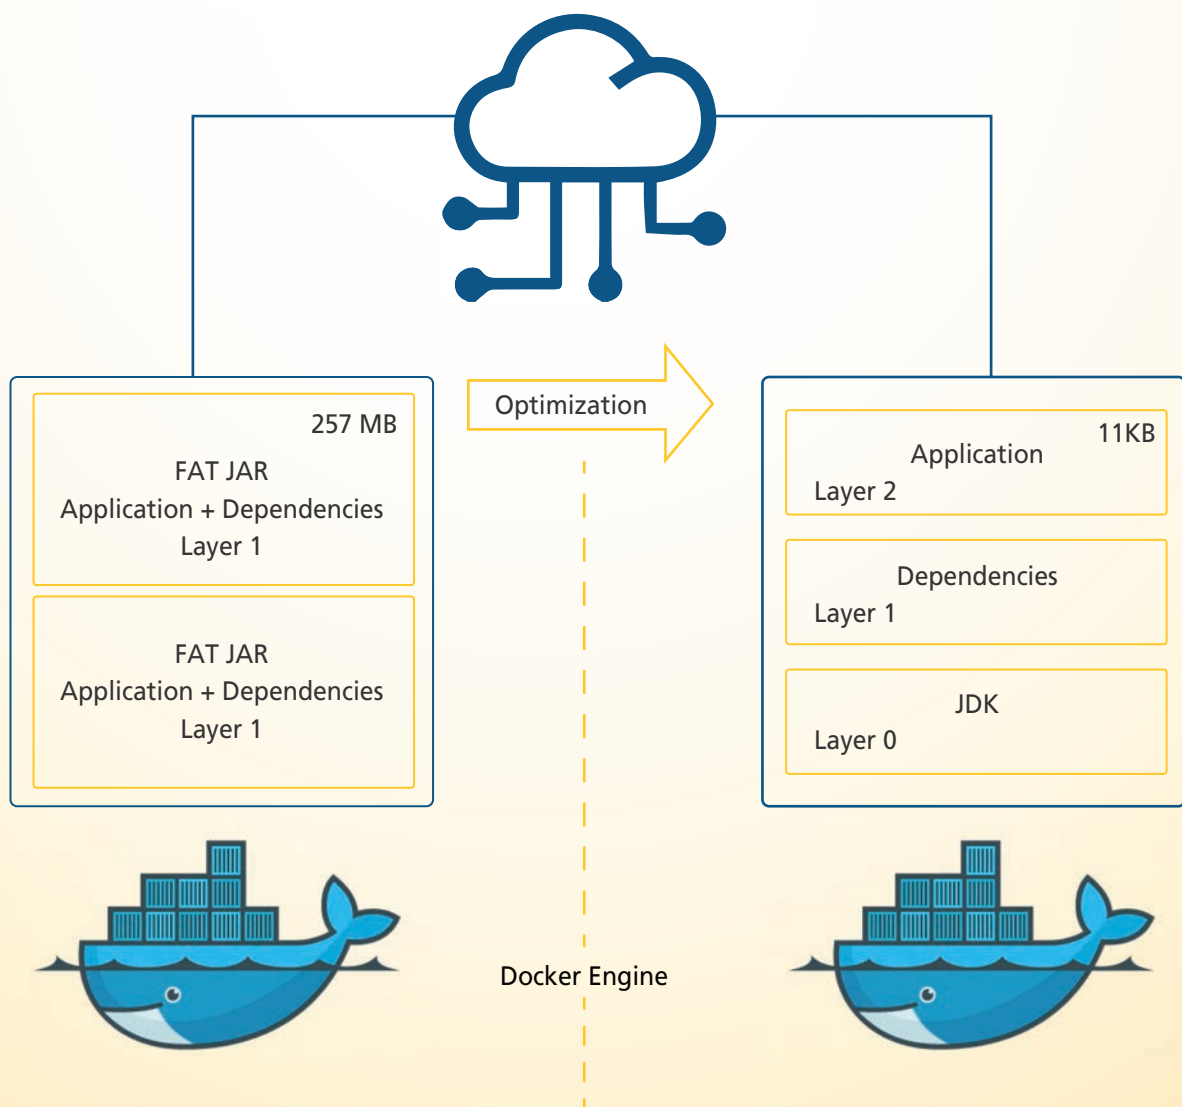 Optimization
257 MB
FAT JAR
Application + Dependencies
Layer 1
FAT JAR
Application + Dependencies
Layer 1
11KB
Application
Layer 2
Dependencies
Layer 1
JDK
Layer 0
Docker Engine